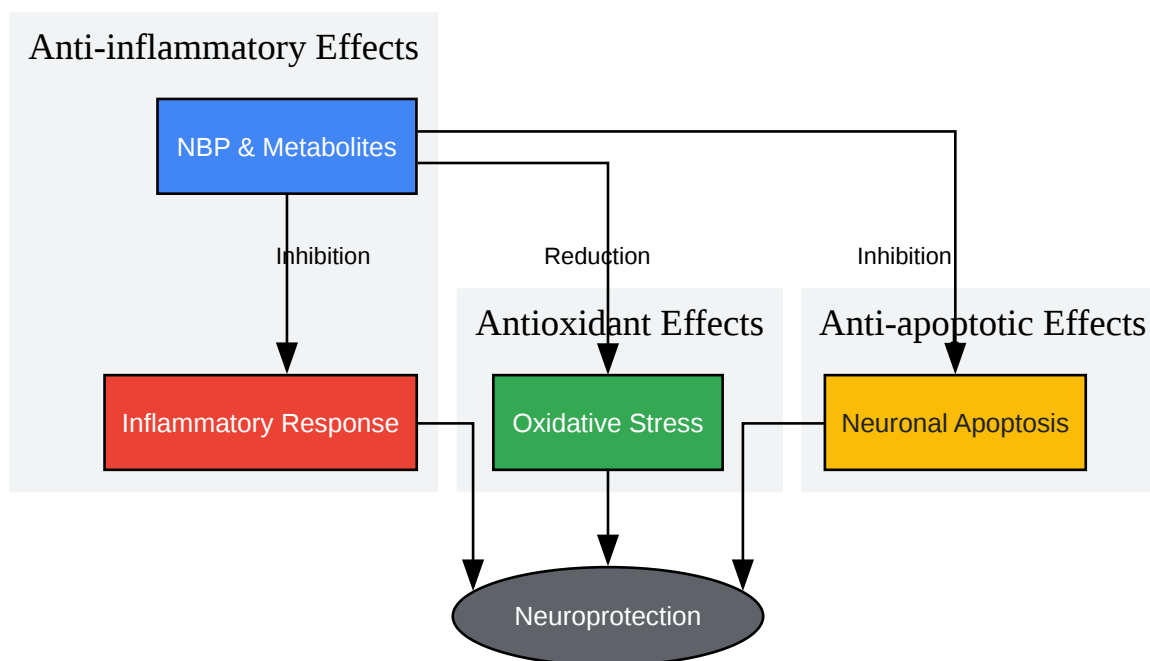 Anti-inflammatory Effects
NBP & Metabolites
Inhibition
Reduction
Inhibition
Antioxidant Effects
Anti-apoptotic Effects
Inflammatory Response
Oxidative Stress
Neuronal Apoptosis
Neuroprotection